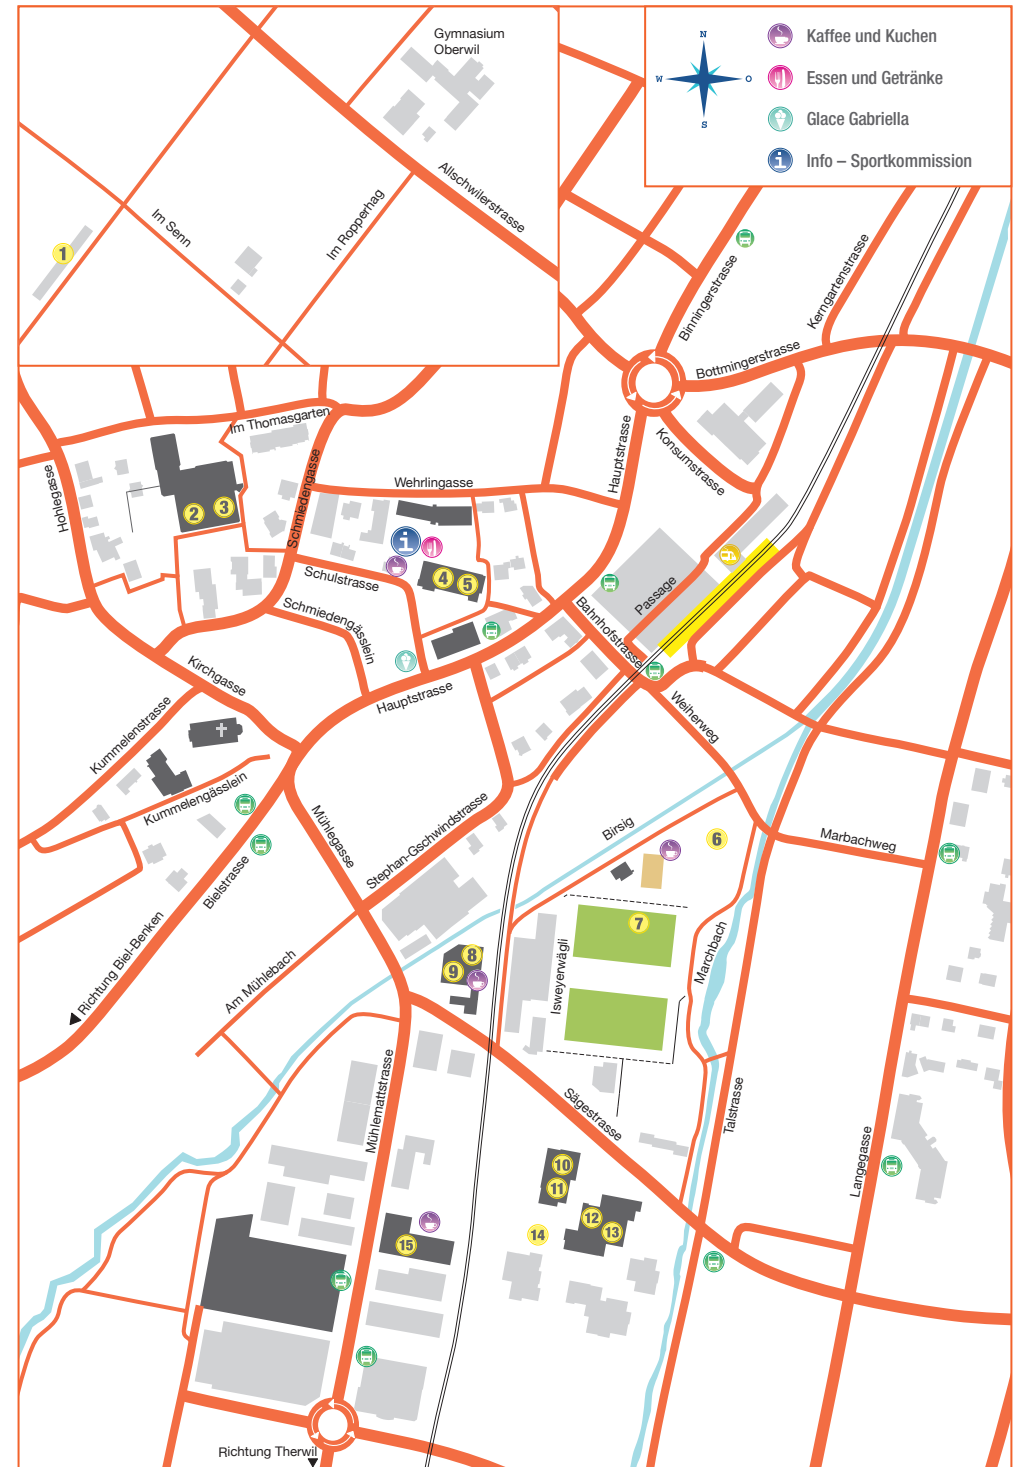 Gymnasium
Oberwil
Allschwilerstrasse
Im Senn
Im Ropperhag
1
N
W
O
S
Kaffee und Kuchen
Essen und Getränke
Glace Gabriella
Info – Sportkommission
Binningerstrasse
Kerngartenstrasse
Bottmingerstrasse
Im Thomasgarten
Hauptstrasse
Konsumstrasse
Hohlegasse
Schmiedengasse
Wehrlingasse
2
3
4
5
Schulstrasse
Schmiedengässlein
Passage
Bahnhofstrasse
Kirchgasse
Hauptstrasse
Weiherweg
Kummelenstrasse
Kummelengässlein
Mühlegasse
Stephan-Gschwindstrasse
Birsig
6
Marbachweg
Bielstrasse
7
Richtung Biel-Benken
Am Mühlebach
8
9
Isweyerwägli
Marchbach
Mühlemattstrasse
Sägestrasse
Talstrasse
Langegasse
10
11
12
13
14
15
Richtung Therwil